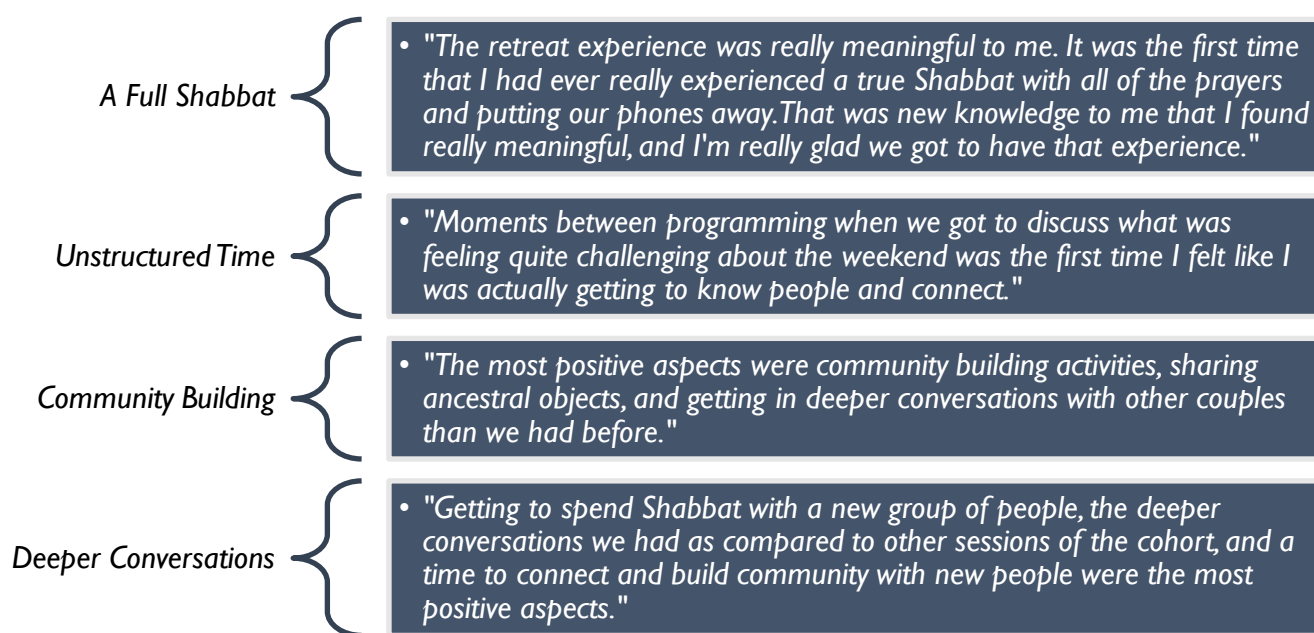 A Full Shabbat
• "The retreat experience was really meaningful to me. It was the first time
that I had ever really experienced a true Shabbat with all of the prayers
and putting our phones away. That was new knowledge to me that I found
really meaningful, and I'm really glad we got to have that experience."
Unstructured Time
• "Moments between programming when we got to discuss what was
feeling quite challenging about the weekend was the first time I felt like I
was actually getting to know people and connect."
Community Building
• "The most positive aspects were community building activities, sharing
ancestral objects, and getting in deeper conversations with other couples
than we had before."
Deeper Conversations
• "Getting to spend Shabbat with a new group of people, the deeper
conversations we had as compared to other sessions of the cohort, and a
time to connect and build community with new people were the most
positive aspects."